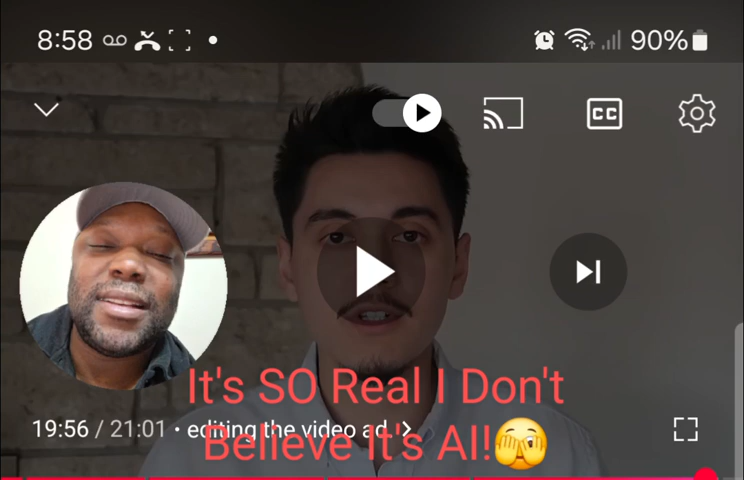 8:58
90%
CC
It's SO Real I Don't
19:56 / 21:01 • editing the video ad >
Believe It's AI!🫣